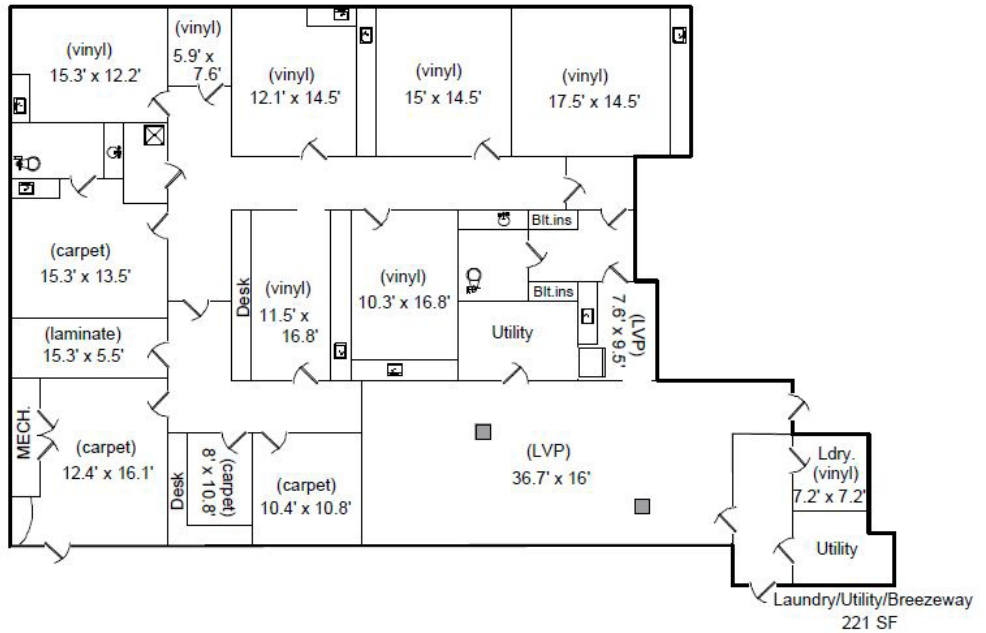 (vinyl)
15.3' x 12.2'
(vinyl)
5.9' x
7.6'
(vinyl)
12.1' x 14.5'
(vinyl)
15' x 14.5'
(vinyl)
17.5' x 14.5'
(carpet)
15.3' x 13.5'
Desk
(vinyl)
11.5' x
16.8'
(vinyl)
10.3' x 16.8'
Blt.ins
Blt.ins
Utility
(LVP)
7.6' x 9.5'
(laminate)
15.3' x 5.5'
MECH.
(carpet)
12.4' x 16.1'
Desk
(carpet)
8' x 10.8'
(carpet)
10.4' x 10.8'
(LVP)
36.7' x 16'
Ldry.
(vinyl)
7.2' x 7.2'
Utility
Laundry/Utility/Breezeway
221 SF